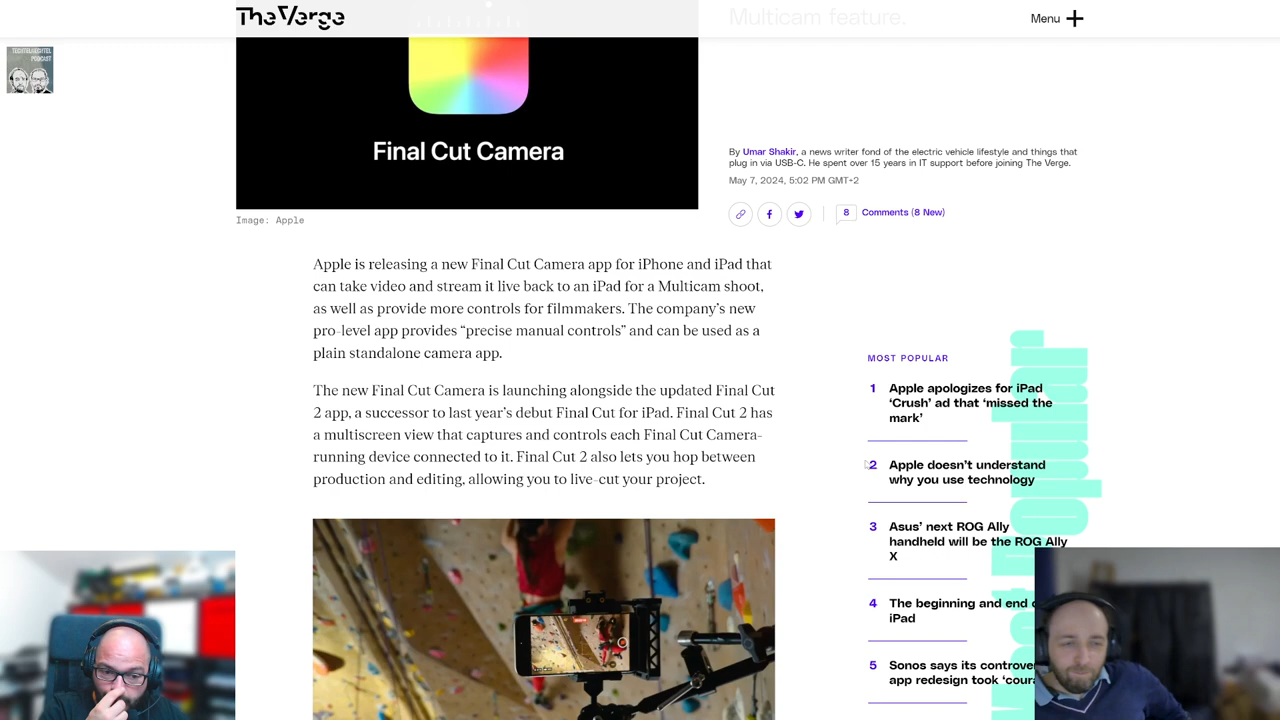 The Verge
Multicam feature.
Menu
TECHTELMECHTEL
PODCAST
Final Cut Camera
By Umar Shakir, a news writer fond of the electric vehicle lifestyle and things that
plug in via USB-C. He spent over 15 years in IT support before joining The Verge.
May 7, 2024, 5:02 PM GMT+2
8 Comments (8 New)
Image: Apple
Apple is releasing a new Final Cut Camera app for iPhone and iPad that
can take video and stream it live back to an iPad for a Multicam shoot,
as well as provide more controls for filmmakers. The company’s new
pro-level app provides “precise manual controls” and can be used as a
plain standalone camera app.
The new Final Cut Camera is launching alongside the updated Final Cut
2 app, a successor to last year’s debut Final Cut for iPad. Final Cut 2 has
a multiscreen view that captures and controls each Final Cut Camera-
running device connected to it. Final Cut 2 also lets you hop between
production and editing, allowing you to live-cut your project.
MOST POPULAR
1 Apple apologizes for iPad
‘Crush’ ad that ‘missed the
mark’
2 Apple doesn’t understand
why you use technology
3 Asus’ next ROG Ally
handheld will be the ROG Ally
X
4 The beginning and end o
iPad
5 Sonos says its controver
app redesign took ‘coura